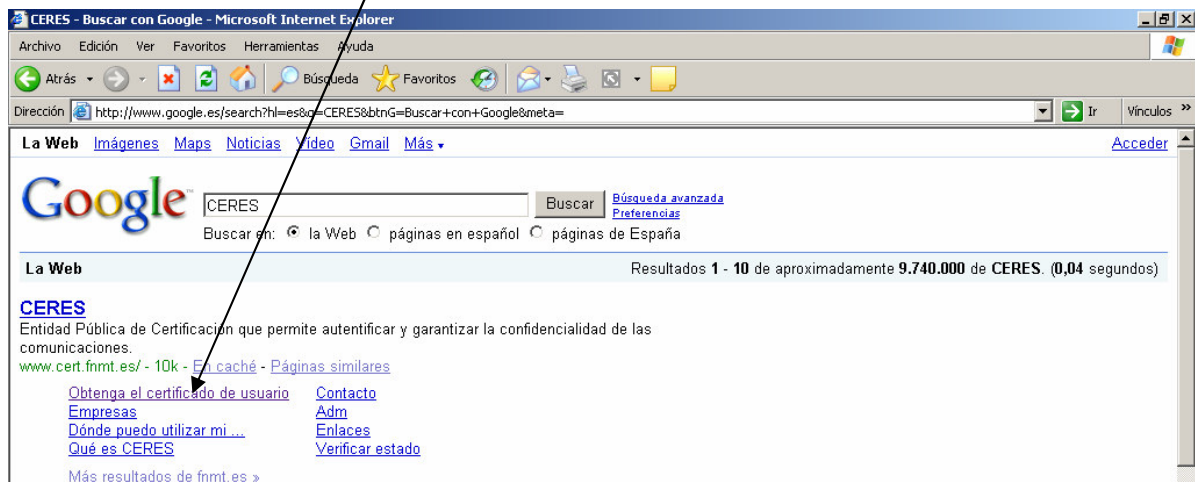 CERES - Buscar con Google - Microsoft Internet Explorer
Archivo Edición Ver Favoritos Herramientas Ayuda
Atrás Búsqueda Favoritos
Dirección http://www.google.es/search?hl=es&q=CERES&btnG=Buscar+con+Google&meta= Ir Vínculos »
La Web Imágenes Maps Noticias Vídeo Gmail Más Acceder
Google™ CERES Buscar Búsqueda avanzada
Preferencias
Buscar en: la Web páginas en español páginas de España
La Web Resultados 1 - 10 de aproximadamente 9.740.000 de CERES. (0,04 segundos)
CERES
Entidad Pública de Certificación que permite autentificar y garantizar la confidencialidad de las
comunicaciones.
www.cert.fnmt.es/ - 10k - En caché - Páginas similares
Obtenga el certificado de usuario Contacto
Empresas Adm
Dónde puedo utilizar mi ... Enlaces
Qué es CERES Verificar estado
Más resultados de fnmt.es »